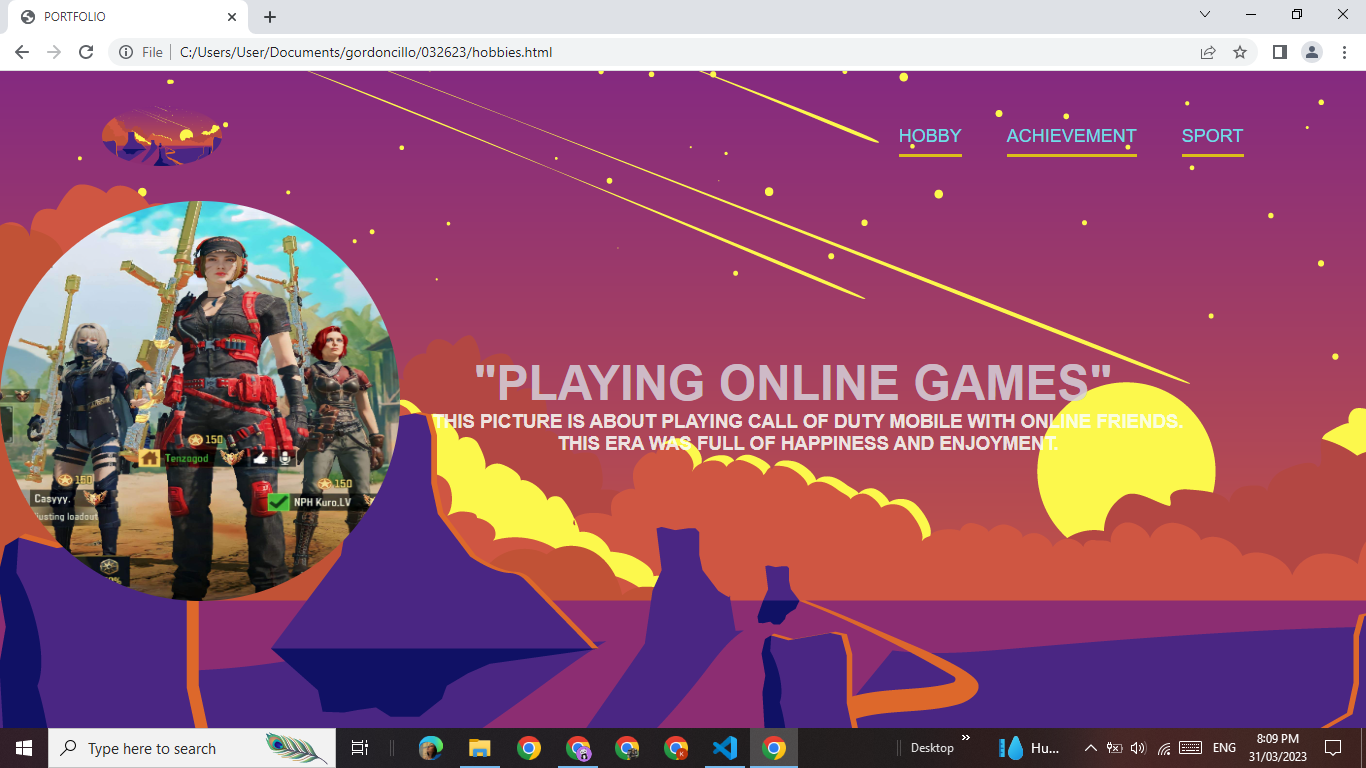 PORTFOLIO
File
C:/Users/User/Documents/gordoncillo/032623/hobbies.html
HOBBY
ACHIEVEMENT
SPORT
150
Tenzogod
150
150
Casyyy.
NPH Kuro.LV
justing loadout
"PLAYING ONLINE GAMES"
THIS PICTURE IS ABOUT PLAYING CALL OF DUTY MOBILE WITH ONLINE FRIENDS.
THIS ERA WAS FULL OF HAPPINESS AND ENJOYMENT.
Type here to search
Desktop
Hu...
ENG
8:09 PM
31/03/2023